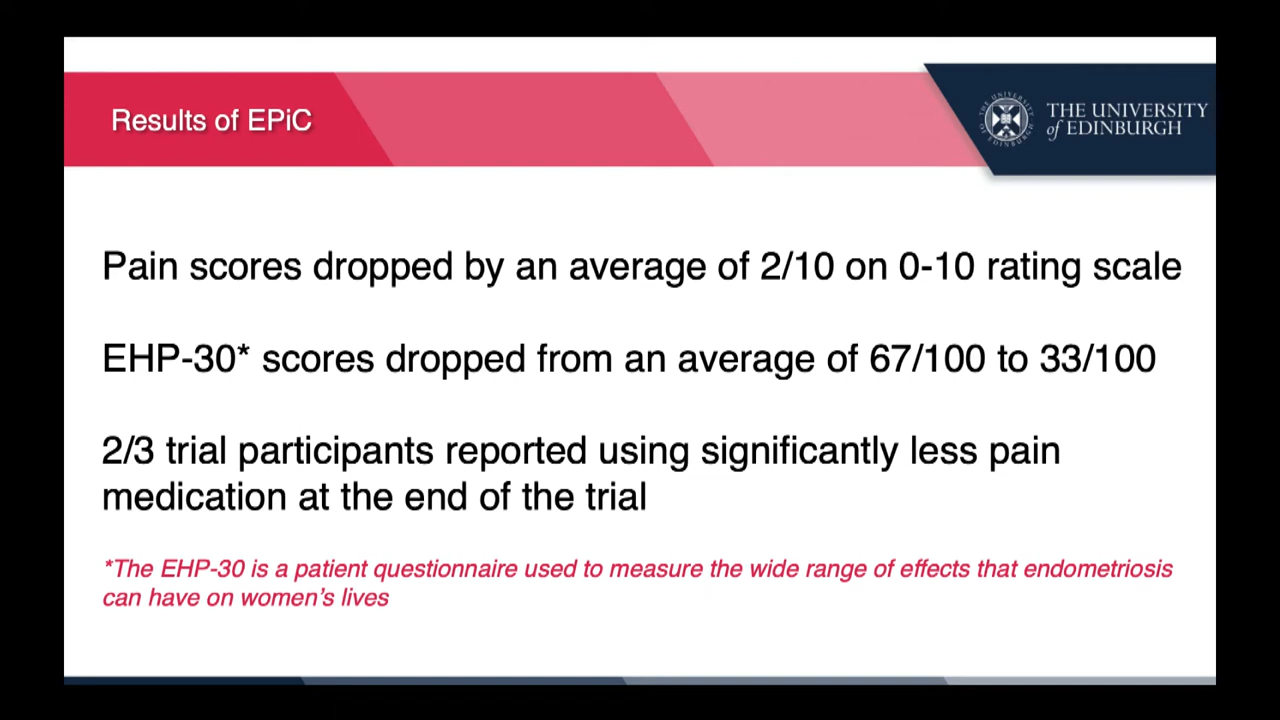 Results of EPiC
THE UNIVERSITY
of EDINBURGH
Pain scores dropped by an average of 2/10 on 0-10 rating scale
EHP-30* scores dropped from an average of 67/100 to 33/100
2/3 trial participants reported using significantly less pain
medication at the end of the trial
*The EHP-30 is a patient questionnaire used to measure the wide range of effects that endometriosis
can have on women’s lives